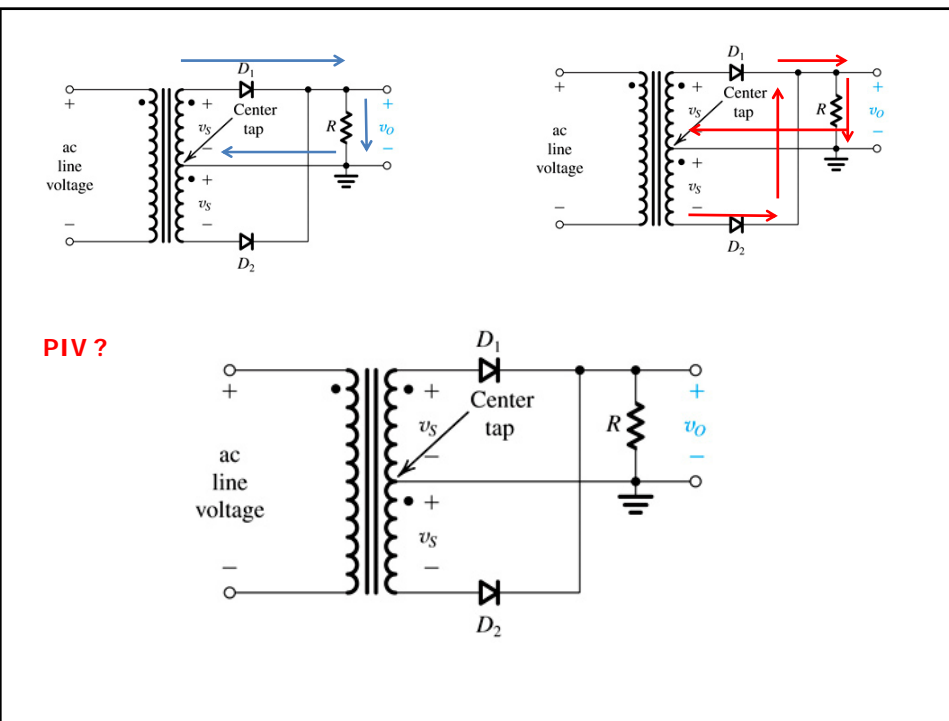 D1
+
+
Center
tap
vS
R
+
vO
−
ac
line
voltage
−
+
vS
−
−
D2
D1
+
+
Center
tap
vS
R
+
vO
−
ac
line
voltage
+
vS
−
−
D2
PIV ?
D1
+
+
Center
tap
vS
R
+
vO
−
ac
line
voltage
−
+
vS
−
−
D2